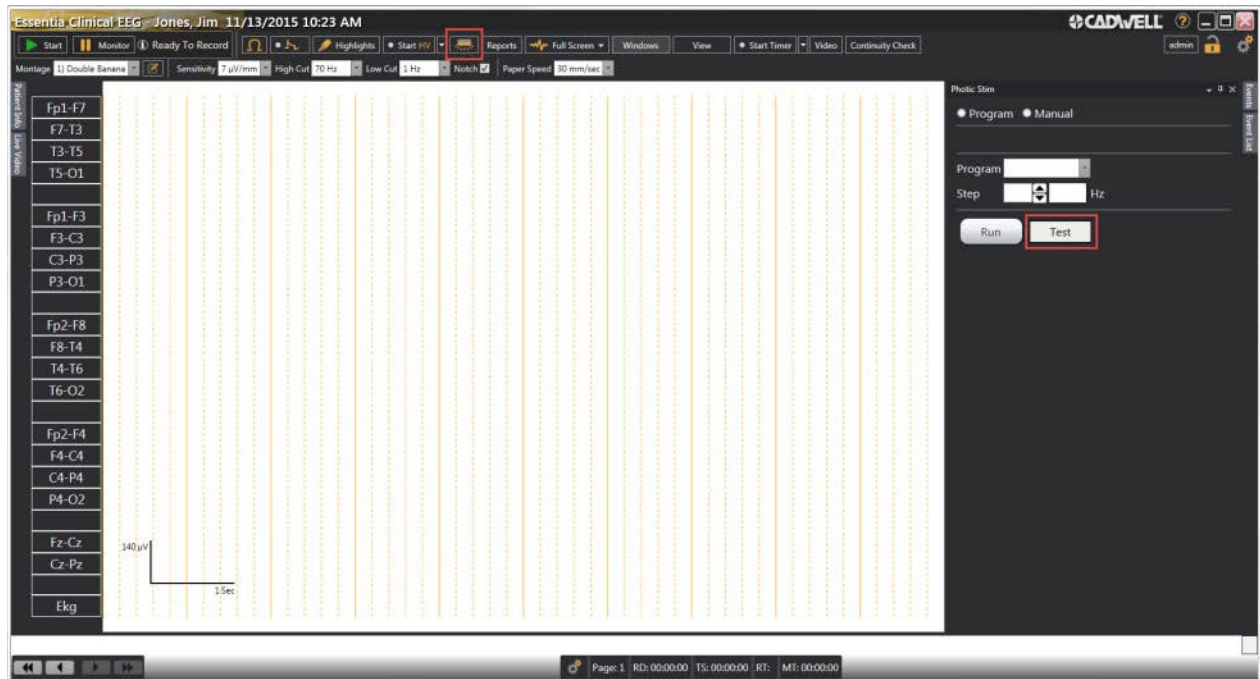 Essentia Clinical EEG - Jones, Jim 11/13/2015 10:23 AM
CADWELL ?
Start Monitor Ready To Record Highlights Start HV Reports Full Screen Windows View Start Timer Video Continuity Check admin
Montage 1) Double Banana Sensitivity 7 µV/mm High Cut 70 Hz Low Cut 1 Hz Notch Paper Speed 30 mm/sec
Patient Info
Live Video
Fp1-F7
F7-T3
T3-T5
T5-O1
Fp1-F3
F3-C3
C3-P3
P3-O1
Fp2-F8
F8-T4
T4-T6
T6-O2
Fp2-F4
F4-C4
C4-P4
P4-O2
Fz-Cz
Cz-Pz
Ekg
140 µV
1 Sec
Photic Stim
Program Manual
Program
Step Hz
Run Test
Events
Event List
Page: 1 RD: 00:00:00 TS: 00:00:00 RT: MT: 00:00:00